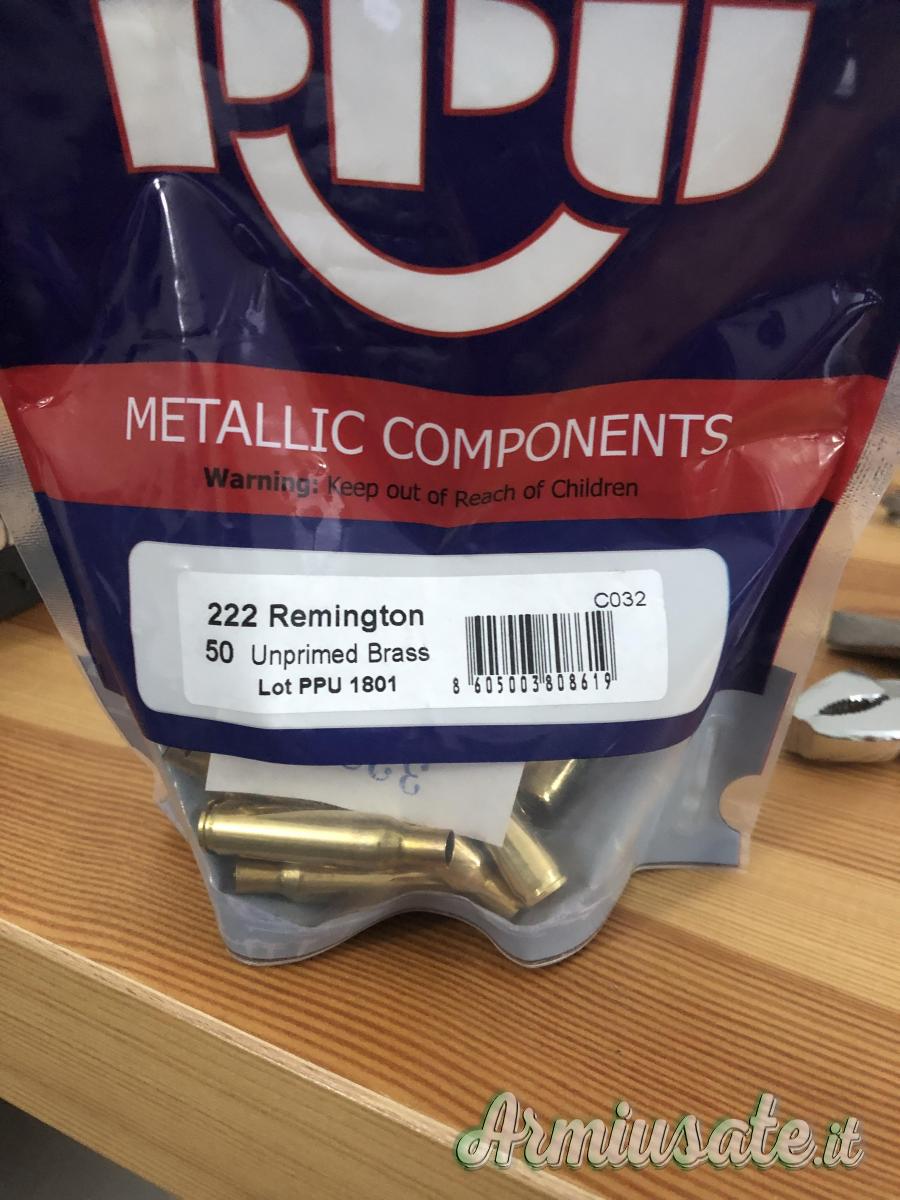 PPU
METALLIC COMPONENTS
Warning: Keep out of Reach of Children
C032
222 Remington
50 Unprimed Brass
Lot PPU 1801
8 605003 808619
Armiusate.it